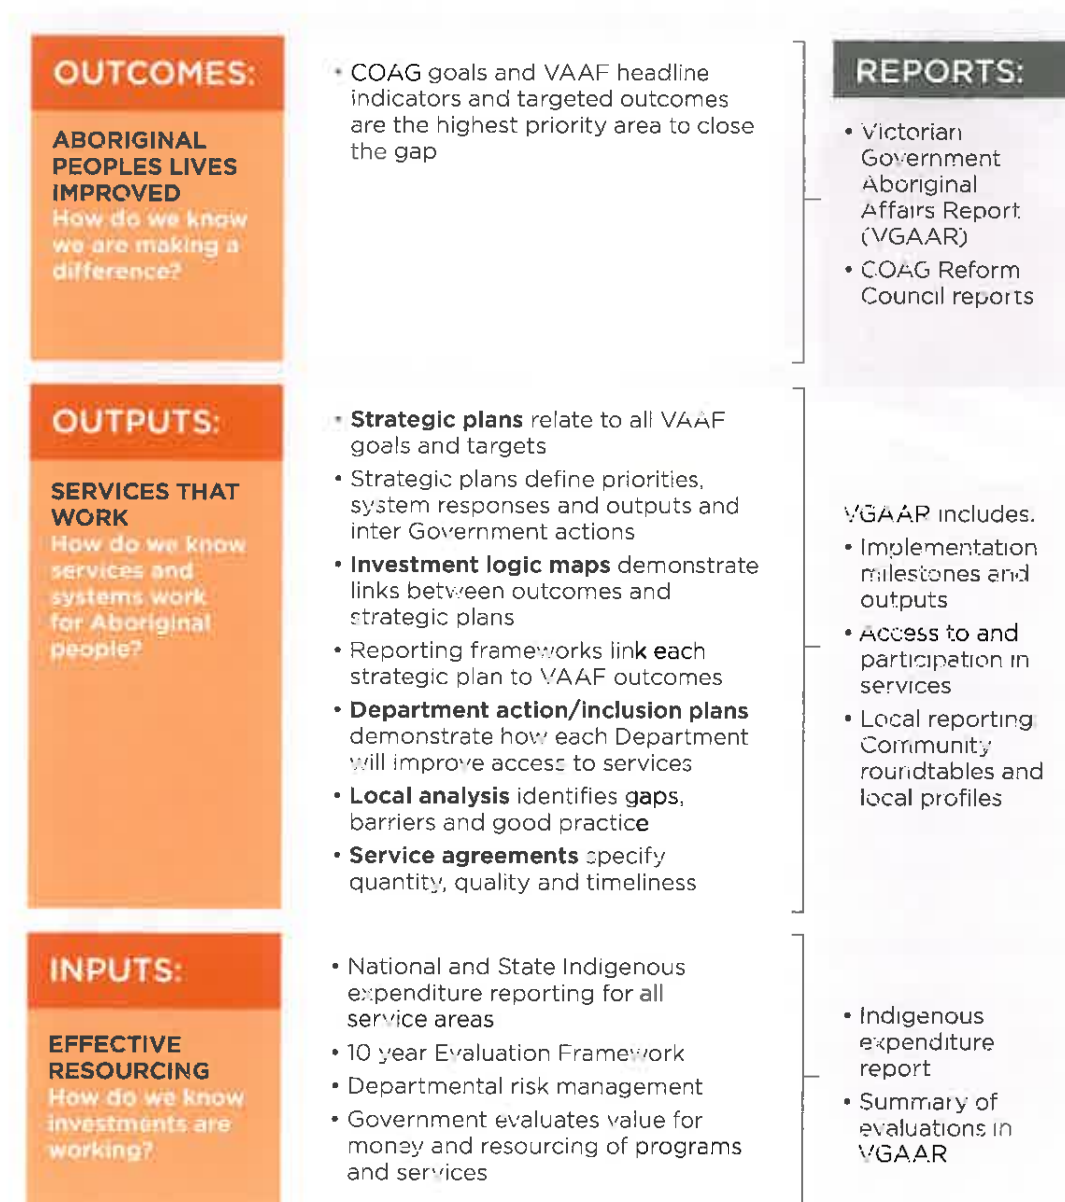 OUTCOMES:
ABORIGINAL
PEOPLES LIVES
IMPROVED
How do we know
we are making a
difference?
• COAG goals and VAAF headline
indicators and targeted outcomes
are the highest priority area to close
the gap
REPORTS:
• Victorian
Government
Aboriginal
Affairs Report
(VGAAR)
• COAG Reform
Council reports
OUTPUTS:
SERVICES THAT
WORK
How do we know
services and
systems work
for Aboriginal
people?
• Strategic plans relate to all VAAF
goals and targets
• Strategic plans define priorities,
system responses and outputs and
inter Government actions
• Investment logic maps demonstrate
links between outcomes and
strategic plans
• Reporting frameworks link each
strategic plan to VAAF outcomes
• Department action/inclusion plans
demonstrate how each Department
will improve access to services
• Local analysis identifies gaps,
barriers and good practice
• Service agreements specify
quantity, quality and timeliness
VGAAR includes.
• Implementation
milestones and
outputs
• Access to and
participation in
services
• Local reporting
Community
roundtables and
local profiles
INPUTS:
EFFECTIVE
RESOURCING
How do we know
investments are
working?
• National and State Indigenous
expenditure reporting for all
service areas
• 10 year Evaluation Framework
• Departmental risk management
• Government evaluates value for
money and resourcing of programs
and services
• Indigenous
expenditure
report
• Summary of
evaluations in
VGAAR